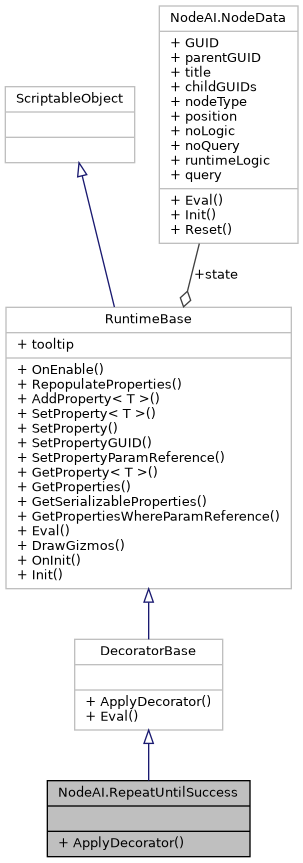 NodeAI.NodeData
+ GUID
+ parentGUID
+ title
+ childGUIDs
+ nodeType
+ position
+ noLogic
+ noQuery
+ runtimeLogic
+ query
+ Eval()
+ Init()
+ Reset()
ScriptableObject
+state
RuntimeBase
+ tooltip
+ OnEnable()
+ RepopulateProperties()
+ AddProperty< T >()
+ SetProperty< T >()
+ SetProperty()
+ SetPropertyGUID()
+ SetPropertyParamReference()
+ GetProperty< T >()
+ GetProperties()
+ GetSerializableProperties()
+ GetPropertiesWhereParamReference()
+ Eval()
+ DrawGizmos()
+ OnInit()
+ Init()
DecoratorBase
+ ApplyDecorator()
+ Eval()
NodeAI.RepeatUntilSuccess
+ ApplyDecorator()